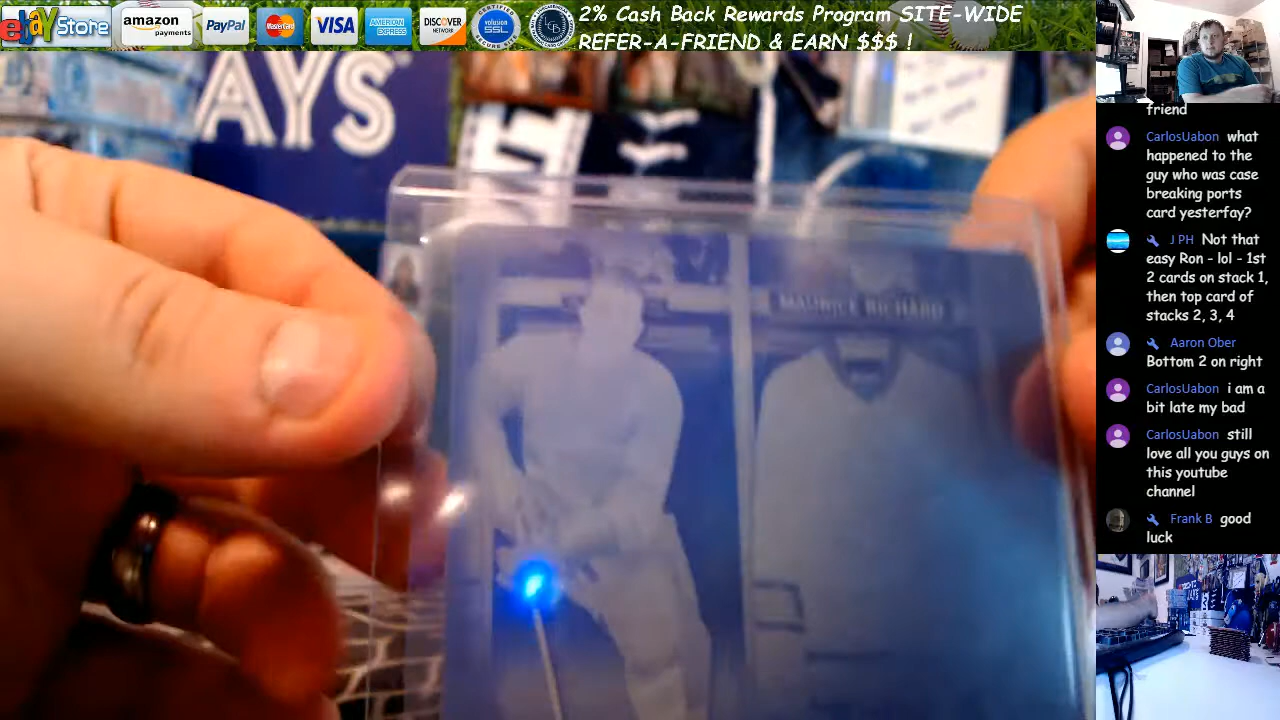 ebay Store
amazon
payments
PayPal
MasterCard
VISA
AMERICAN
EXPRESS
DISCOVER
NETWORK
volusion
SSL
2% Cash Back Rewards Program SITE-WIDE
REFER-A-FRIEND & EARN $$$ !
AYS
MAURICE RICHARD
friend
CarlosUabon what
happened to the
guy who was case
breaking ports
card yesterfay?
J PH Not that
easy Ron - lol - 1st
2 cards on stack 1,
then top card of
stacks 2, 3, 4
Aaron Ober
Bottom 2 on right
CarlosUabon i am a
bit late my bad
CarlosUabon still
love all you guys on
this youtube
channel
Frank B good
luck